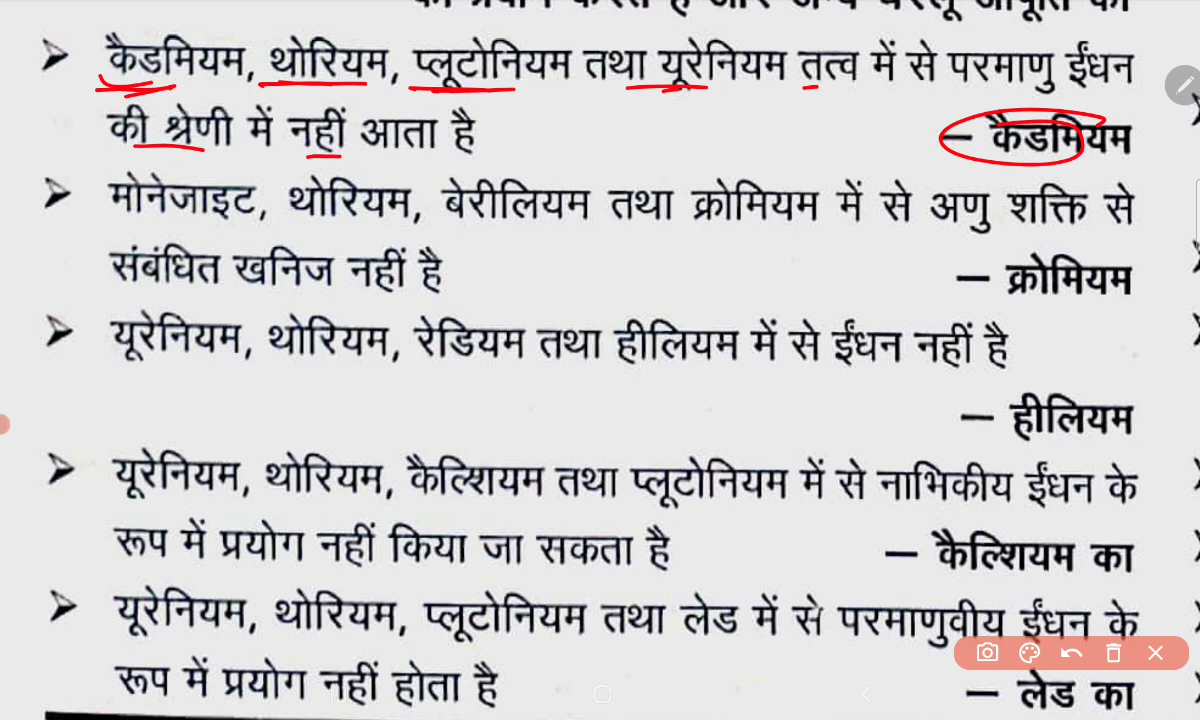 ➤ कैडमियम, थोरियम, प्लूटोनियम तथा यूरेनियम तत्व में से परमाणु ईंधन
की श्रेणी में नहीं आता है — कैडमियम
➤ मोनेजाइट, थोरियम, बेरीलियम तथा क्रोमियम में से अणु शक्ति से
संबंधित खनिज नहीं है — क्रोमियम
➤ यूरेनियम, थोरियम, रेडियम तथा हीलियम में से ईंधन नहीं है
— हीलियम
➤ यूरेनियम, थोरियम, कैल्शियम तथा प्लूटोनियम में से नाभिकीय ईंधन के
रूप में प्रयोग नहीं किया जा सकता है — कैल्शियम का
➤ यूरेनियम, थोरियम, प्लूटोनियम तथा लेड में से परमाणुवीय ईंधन के
रूप में प्रयोग नहीं होता है — लेड का